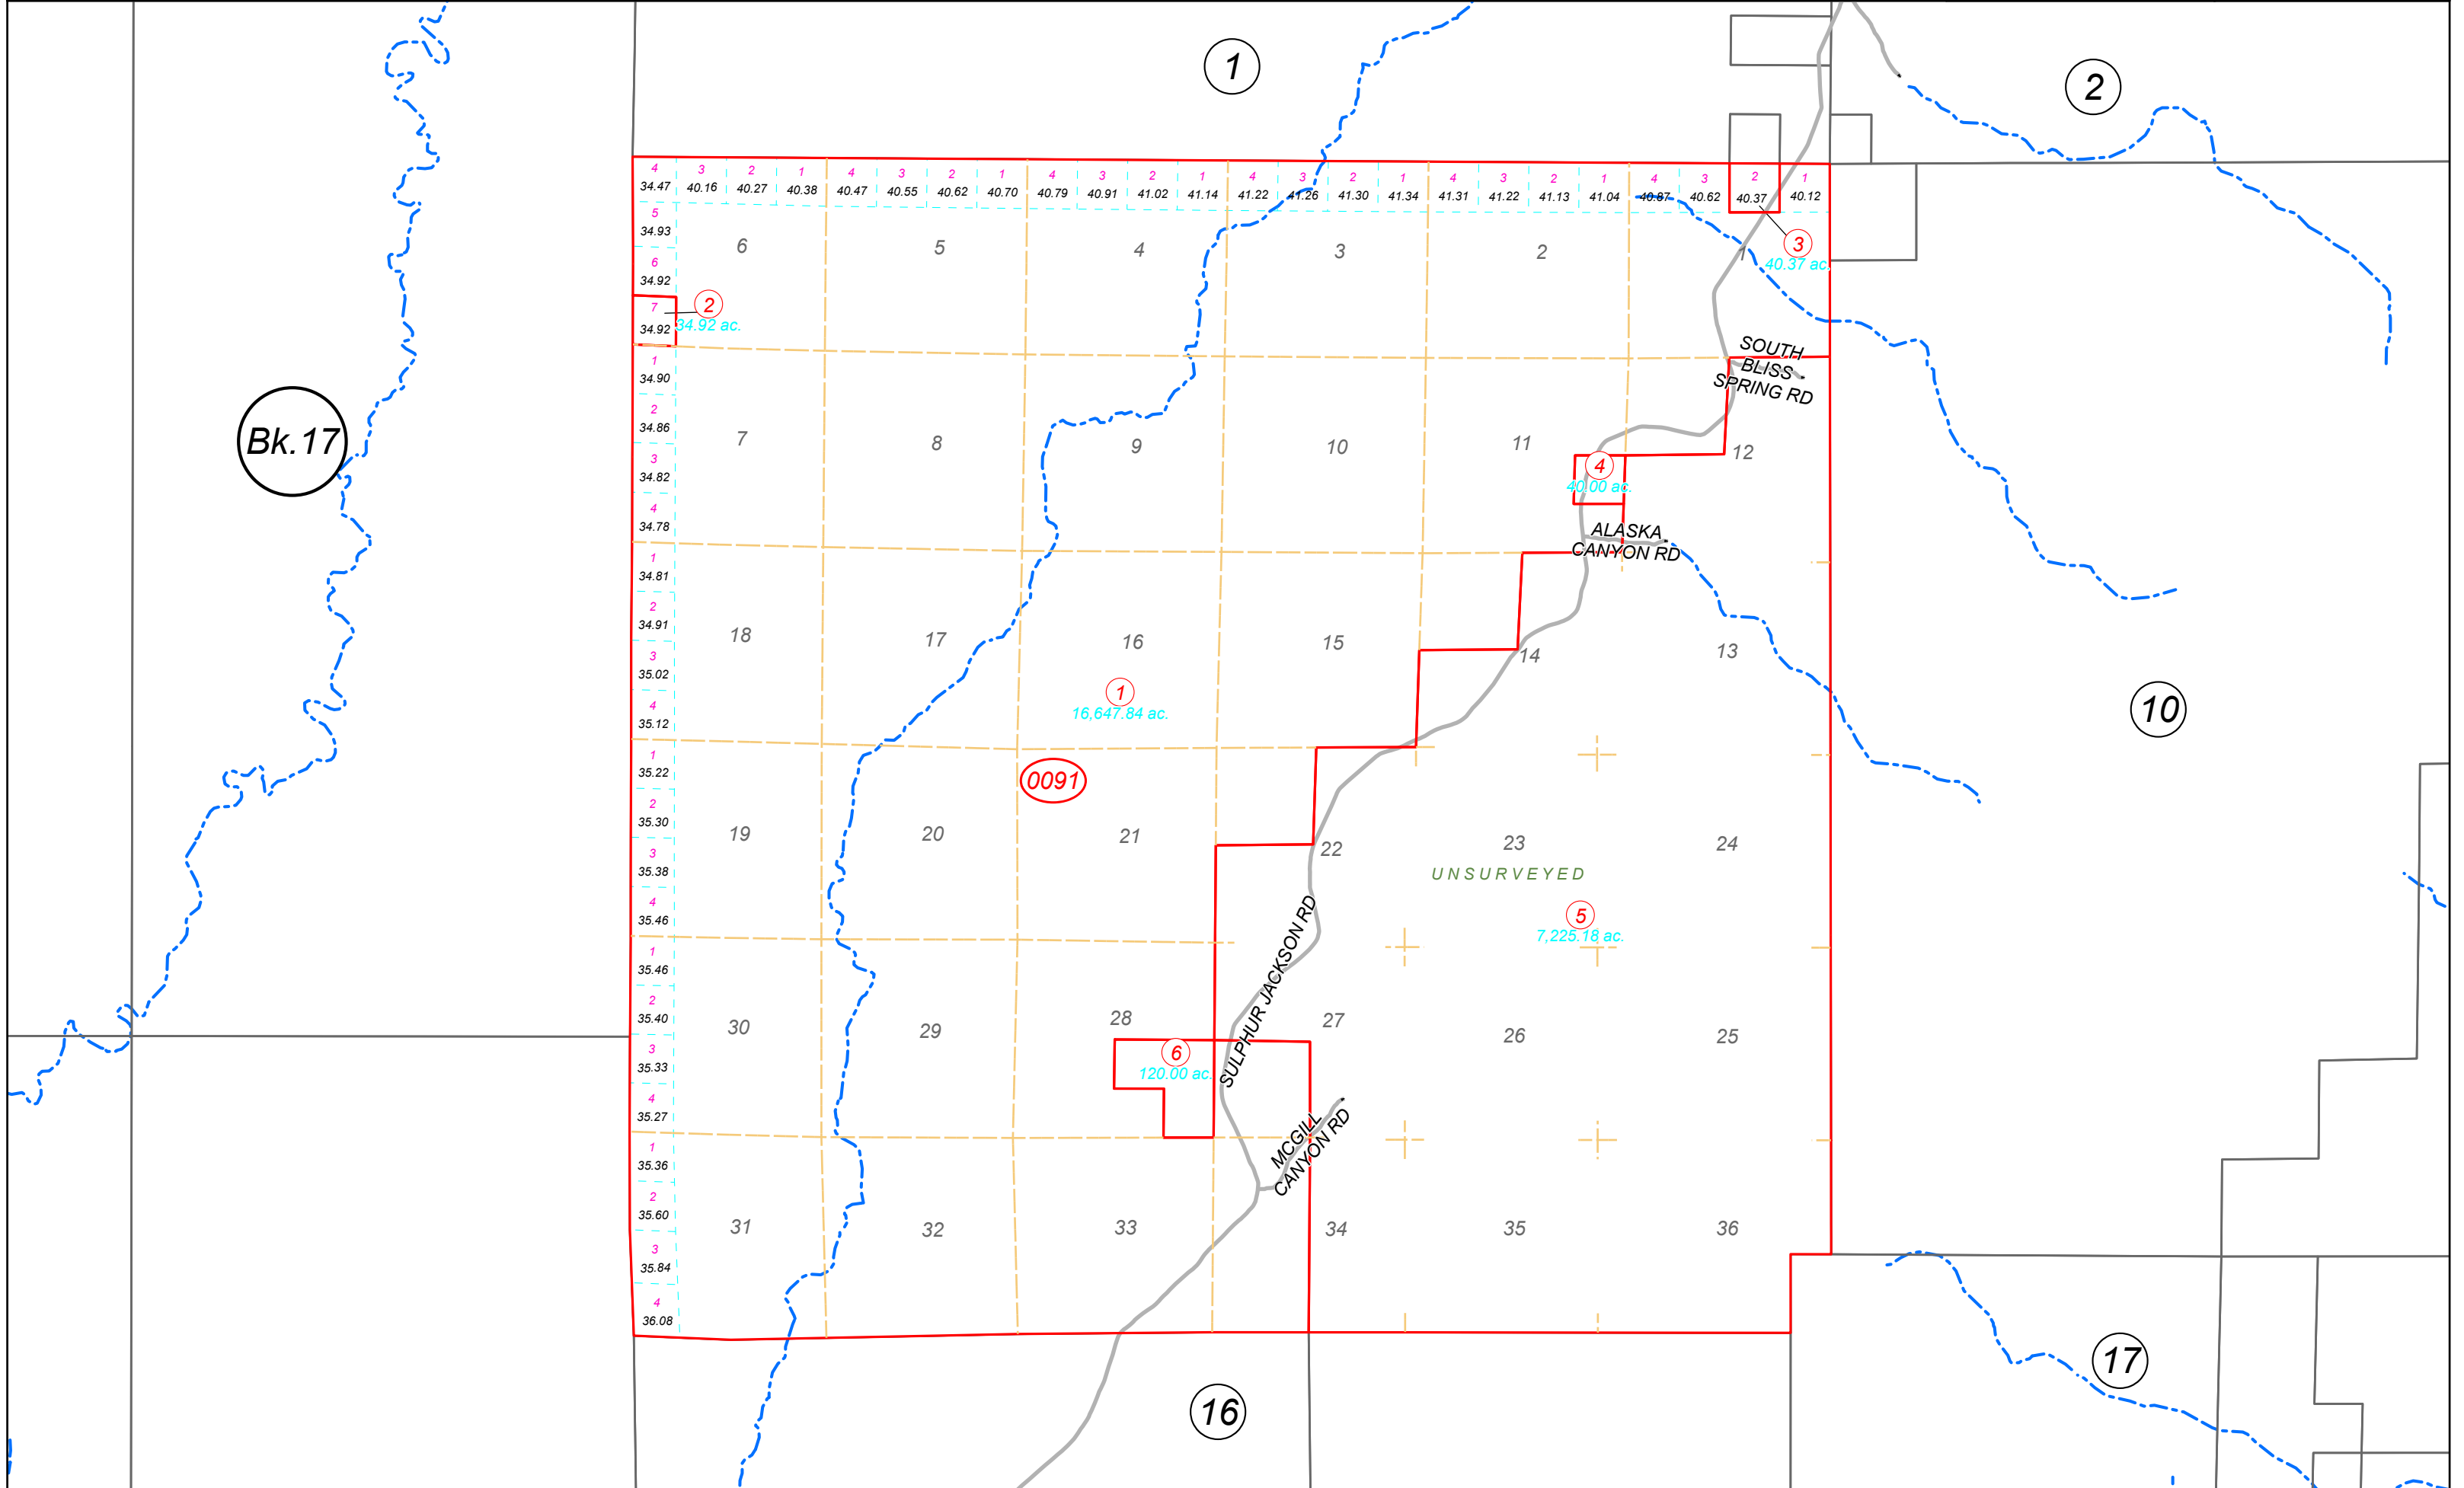 1
2
4 3 2 1 4 3 2 1 4 3 2 1 4 3 2 1 4 3 2 1 4 3 2 1
34.47 40.16 40.27 40.38 40.47 40.55 40.62 40.70 40.79 40.91 41.02 41.14 41.22 41.26 41.30 41.34 41.31 41.22 41.13 41.04 40.87 40.62 40.37 40.12
5
34.93
6 5 4 3 2 1
3
40.37 ac.
6
34.92
2
7
34.92 ac.
34.92
SOUTH
BLISS
SPRING RD
1
34.90
2
34.86
Bk.17
7 8 9 10 11 12
3
34.82
4
40.00 ac.
4
34.78
ALASKA
CANYON RD
1
34.81
2
34.91
18 17 16 15 14 13
3
35.02
1
16,647.84 ac.
10
4
35.12
1
35.22
0091
2
35.30
19 20 21 22 23 24
3
35.38
UNSURVEYED
4
35.46
5
7,225.18 ac.
SULPHUR JACKSON RD
1
35.46
2
35.40
30 29 28 27 26 25
3
35.33
6
120.00 ac.
4
35.27
MCGILL
CANYON RD
1
35.36
2
35.60
31 32 33 34 35 36
3
35.84
4
36.08
17
16